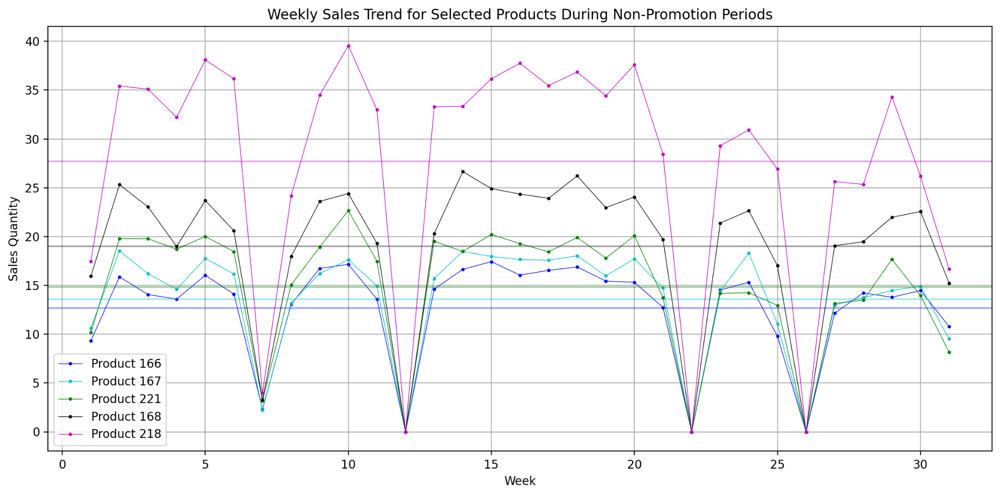 Weekly Sales Trend for Selected Products During Non-Promotion Periods
40
35
30
25
20
15
10
5
0
Sales Quantity
Product 166
Product 167
Product 221
Product 168
Product 218
0 5 10 15 20 25 30
Week